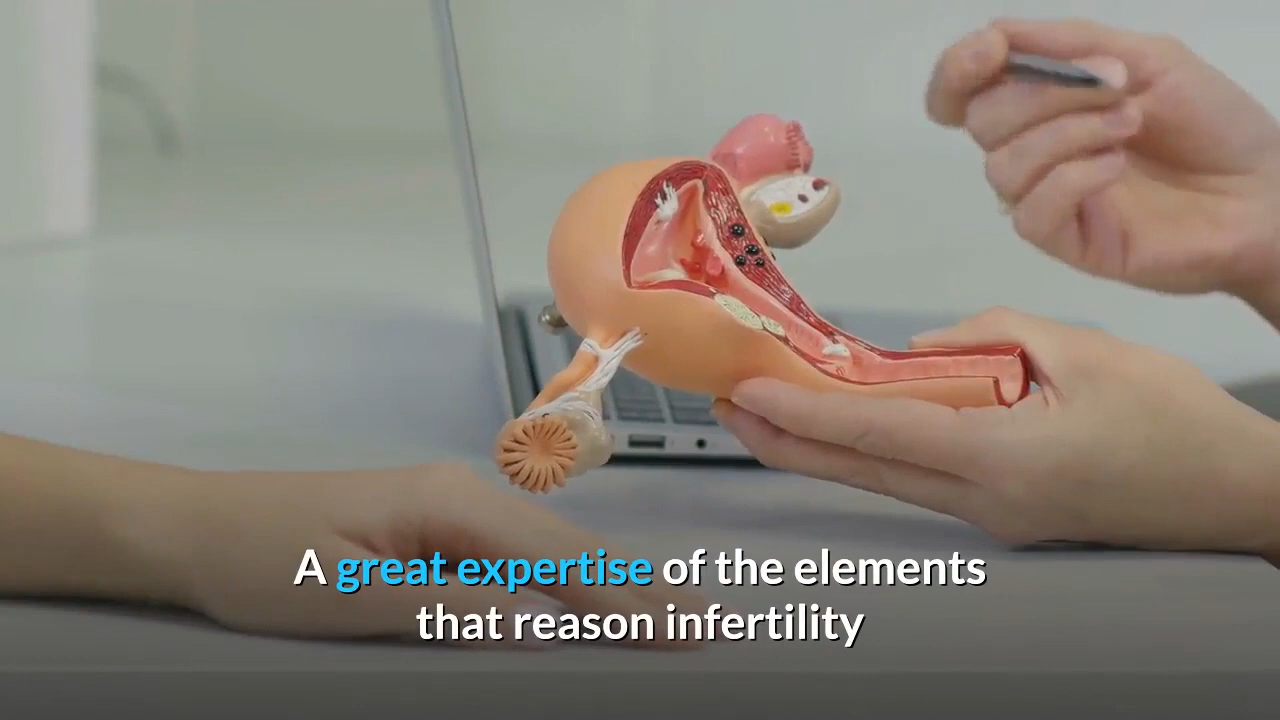 A great expertise of the elements
that reason infertility